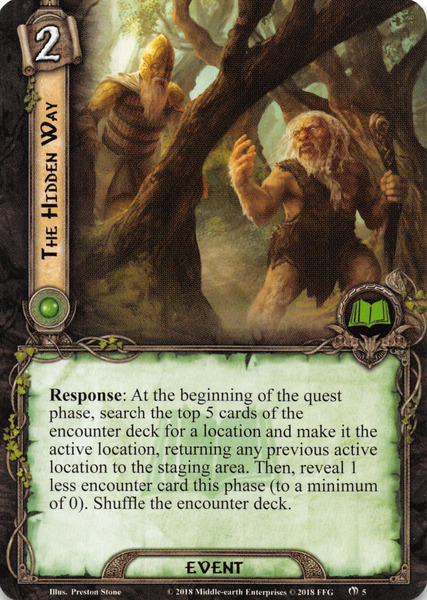 2
THE HIDDEN WAY
Response: At the beginning of the quest
phase, search the top 5 cards of the
encounter deck for a location and make it the
active location, returning any previous active
location to the staging area. Then, reveal 1
less encounter card this phase (to a minimum
of 0). Shuffle the encounter deck.
EVENT
Illus. Preston Stone
© 2018 Middle-earth Enterprises © 2018 FFG
5